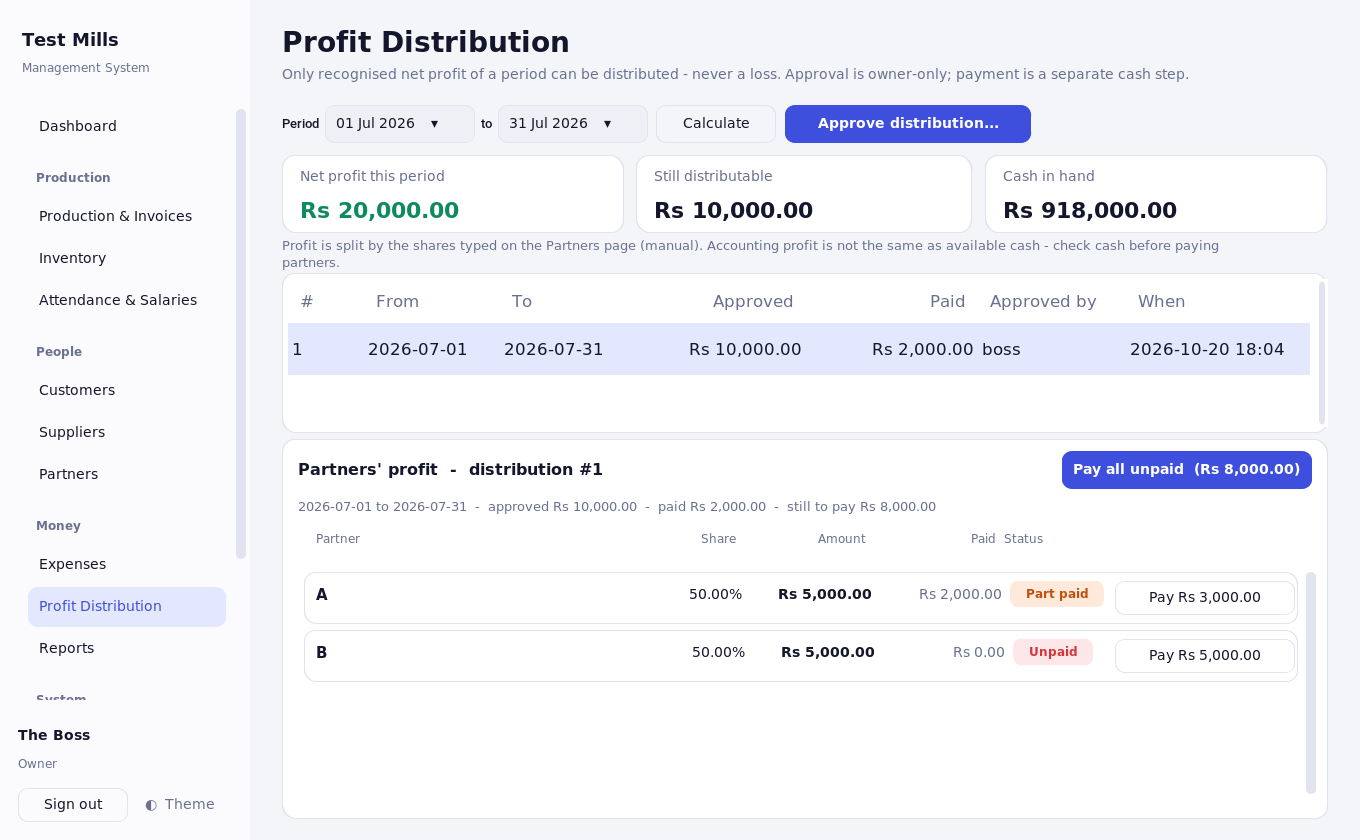 Test Mills
Management System
Dashboard
Production
Production & Invoices
Inventory
Attendance & Salaries
People
Customers
Suppliers
Partners
Money
Expenses
Profit Distribution
Reports
System
The Boss
Owner
Sign out
◐ Theme
Profit Distribution
Only recognised net profit of a period can be distributed - never a loss. Approval is owner-only; payment is a separate cash step.
Period 01 Jul 2026 ▾ to 31 Jul 2026 ▾ Calculate Approve distribution...
Net profit this period
Rs 20,000.00
Still distributable
Rs 10,000.00
Cash in hand
Rs 918,000.00
Profit is split by the shares typed on the Partners page (manual). Accounting profit is not the same as available cash - check cash before paying
partners.
# From To Approved Paid Approved by When
1 2026-07-01 2026-07-31 Rs 10,000.00 Rs 2,000.00 boss 2026-10-20 18:04
Partners' profit - distribution #1
Pay all unpaid (Rs 8,000.00)
2026-07-01 to 2026-07-31 - approved Rs 10,000.00 - paid Rs 2,000.00 - still to pay Rs 8,000.00
Partner Share Amount Paid Status
A 50.00% Rs 5,000.00 Rs 2,000.00 Part paid Pay Rs 3,000.00
B 50.00% Rs 5,000.00 Rs 0.00 Unpaid Pay Rs 5,000.00